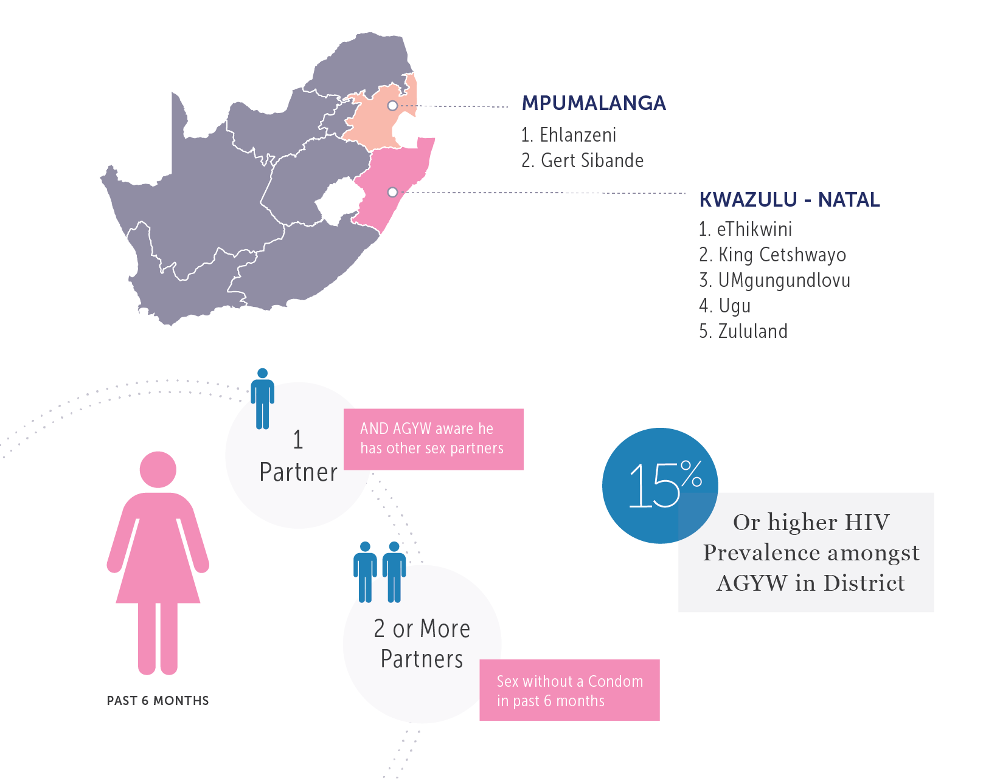 MPUMALANGA
1. Ehlanzeni
2. Gert Sibande
KWAZULU - NATAL
1. eThikwini
2. King Cetshwayo
3. UMgungundlovu
4. Ugu
5. Zululand
1
Partner
AND AGYW aware he
has other sex partners
2 or More
Partners
Sex without a Condom
in past 6 months
PAST 6 MONTHS
15%
Or higher HIV
Prevalence amongst
AGYW in District